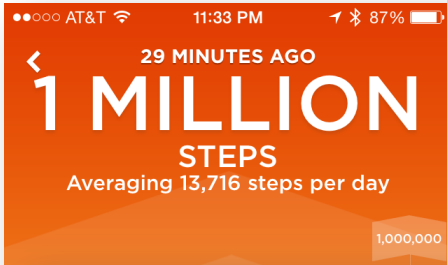 ●●○○○ AT&T 11:33 PM 87%
29 MINUTES AGO
1 MILLION
STEPS
Averaging 13,716 steps per day
1,000,000